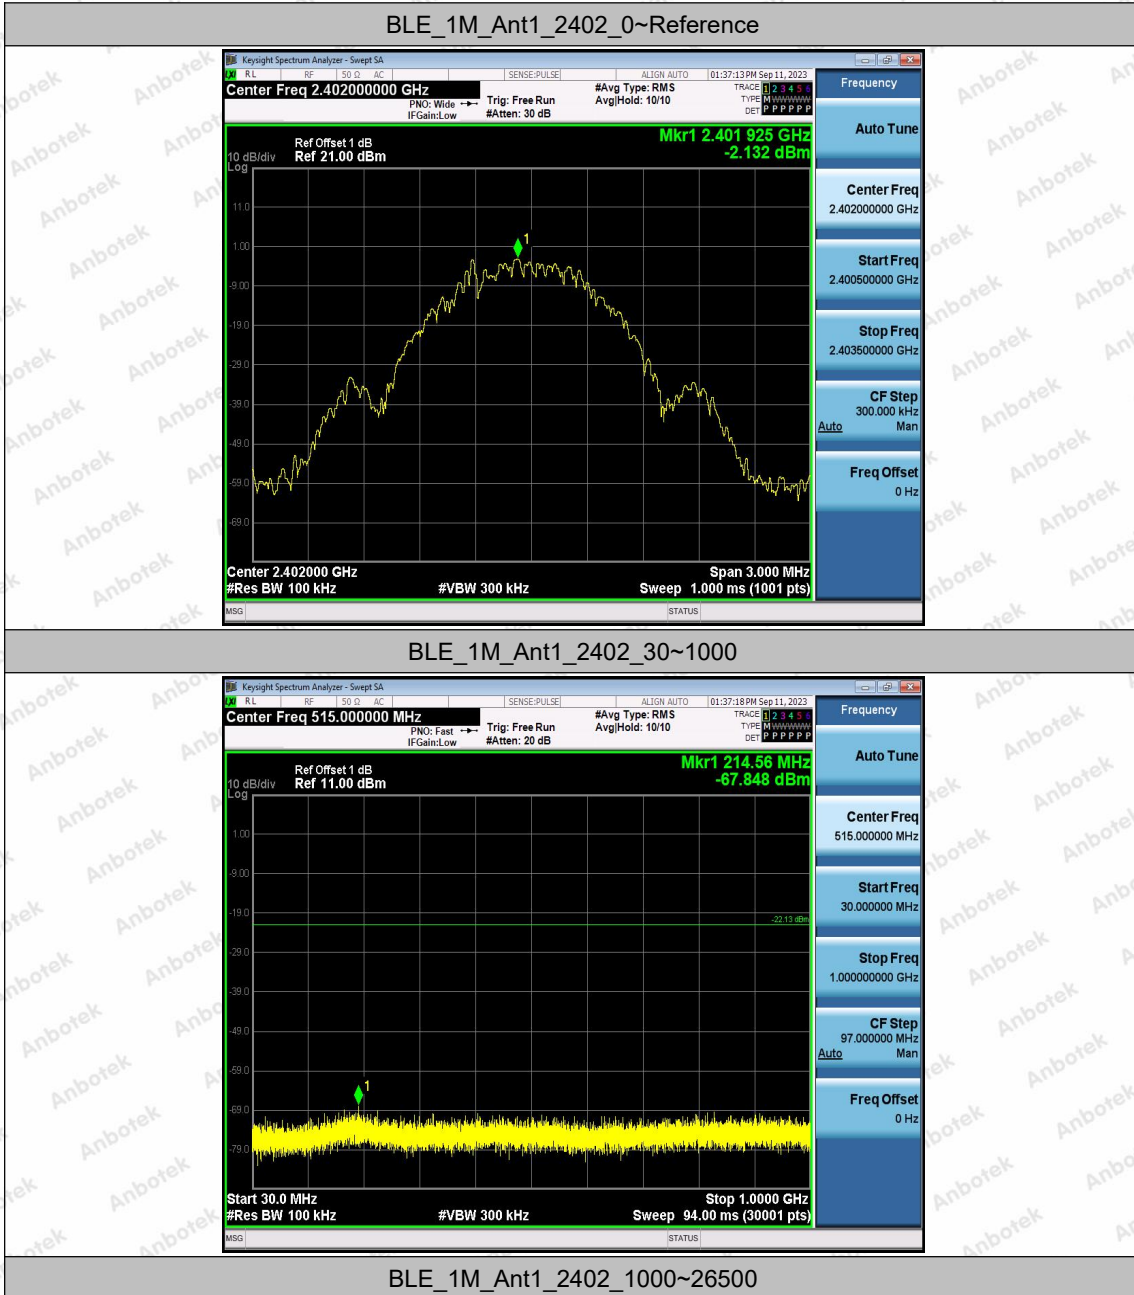 BLE_1M_Ant1_2402_0~Reference
Keysight Spectrum Analyzer - Swept SA
LXI RL RF 50 Ω AC SENSE:PULSE ALIGN AUTO 01:37:13 PM Sep 11, 2023
Center Freq 2.402000000 GHz
PNO: Wide
IFGain:Low
Trig: Free Run
#Atten: 30 dB
#Avg Type: RMS
Avg|Hold: 10/10
TRACE 1 2 3 4 5 6
TYPE M W W W W W
DET P P P P P P
Mkr1 2.401 925 GHz
-2.132 dBm
Ref Offset 1 dB
10 dB/div Ref 21.00 dBm
Log
11.0
1.00
-9.00
-19.0
-29.0
-39.0
-49.0
-59.0
-69.0
1
Center 2.402000 GHz Span 3.000 MHz
#Res BW 100 kHz #VBW 300 kHz Sweep 1.000 ms (1001 pts)
MSG STATUS
Frequency
Auto Tune
Center Freq
2.402000000 GHz
Start Freq
2.400500000 GHz
Stop Freq
2.403500000 GHz
CF Step
300.000 kHz
Auto Man
Freq Offset
0 Hz
BLE_1M_Ant1_2402_30~1000
Keysight Spectrum Analyzer - Swept SA
LXI RL RF 50 Ω AC SENSE:PULSE ALIGN AUTO 01:37:18 PM Sep 11, 2023
Center Freq 515.000000 MHz
PNO: Fast
IFGain:Low
Trig: Free Run
#Atten: 20 dB
#Avg Type: RMS
Avg|Hold: 10/10
TRACE 1 2 3 4 5 6
TYPE M W W W W W
DET P P P P P P
Mkr1 214.56 MHz
-67.848 dBm
Ref Offset 1 dB
10 dB/div Ref 11.00 dBm
Log
1.00
-9.00
-19.0
-29.0
-39.0
-49.0
-59.0
-69.0
-79.0
-22.13 dBm
1
Start 30.0 MHz Stop 1.0000 GHz
#Res BW 100 kHz #VBW 300 kHz Sweep 94.00 ms (30001 pts)
MSG STATUS
Frequency
Auto Tune
Center Freq
515.000000 MHz
Start Freq
30.000000 MHz
Stop Freq
1.000000000 GHz
CF Step
97.000000 MHz
Auto Man
Freq Offset
0 Hz
BLE_1M_Ant1_2402_1000~26500
Anbotek